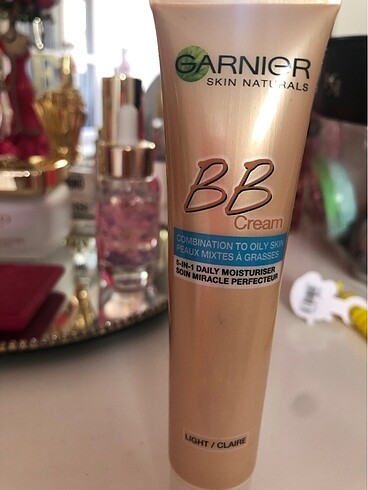 GARNIER
SKIN NATURALS
BB
Cream
COMBINATION TO OILY SKIN
PEAUX MIXTES À GRASSES
5-IN-1 DAILY MOISTURISER
SOIN MIRACLE PERFECTEUR
LIGHT / CLAIRE